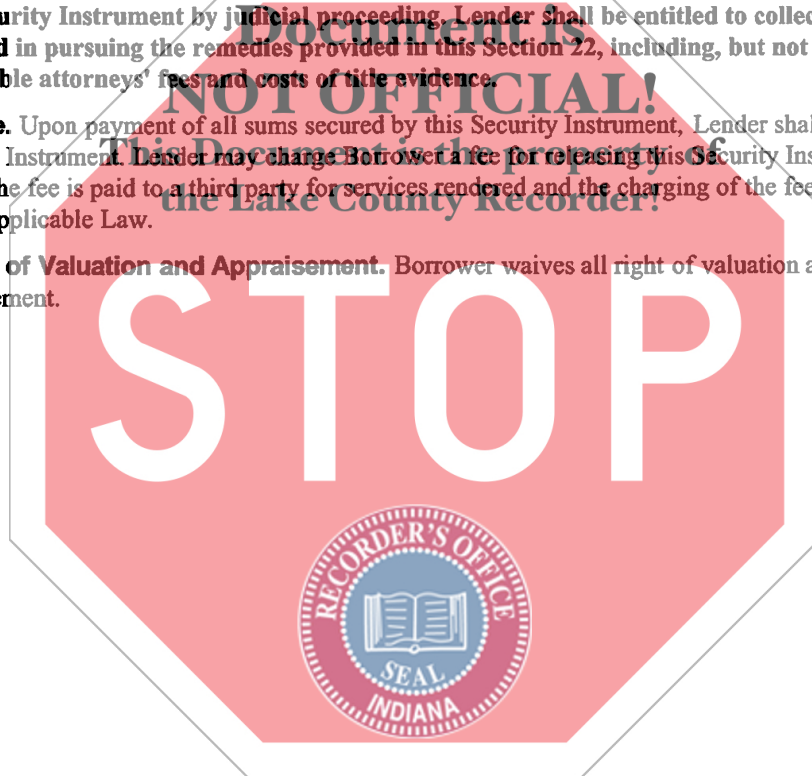 urity Instrument by judicial proceeding, Lender shall be entitled to collec
Document is
d in pursuing the remedies provided in this Section 22, including, but not
ble attorneys' fees and costs of title evidence.
NOT OFFICIAL!
e. Upon payment of all sums secured by this Security Instrument, Lender shal
This Document is the property of
Instrument. Lender may charge Borrower a fee for releasing this Security Ins
he fee is paid to a third party for services rendered and the charging of the fee
the Lake County Recorder!
pplicable Law.
of Valuation and Appraisement. Borrower waives all right of valuation a
ement.
STOP
RECORDER'S OFFICE
SEAL
INDIANA